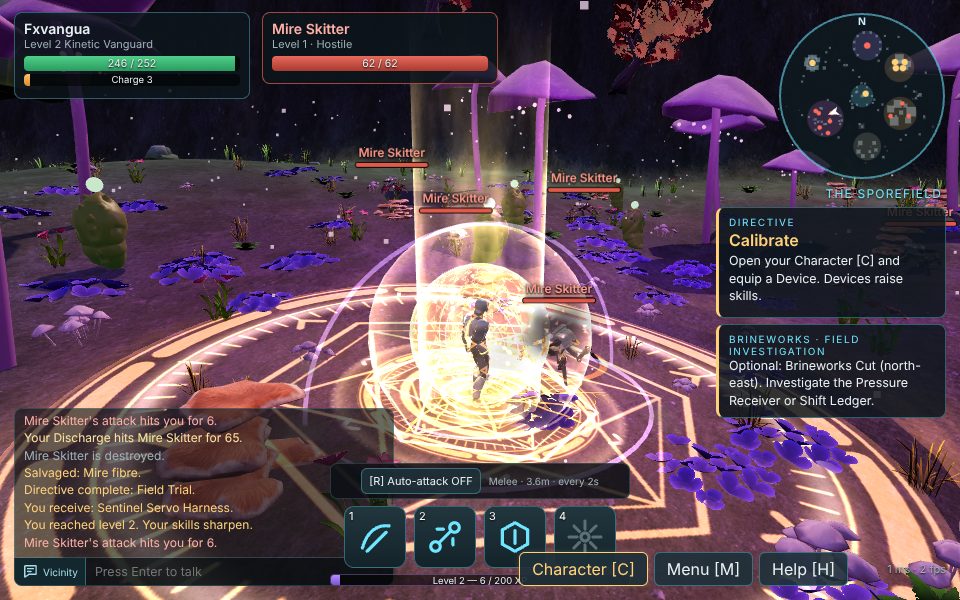 Fxvangua
Level 2 Kinetic Vanguard
246 / 252
Charge 3
Mire Skitter
Level 1 · Hostile
62 / 62
N
THE SPOREFIELD
Mire Skitter
Mire Skitter
Mire Skitter
Mire Skitter
Mire Skitter
DIRECTIVE
Calibrate
Open your Character [C] and
equip a Device. Devices raise
skills.
BRINEWORKS · FIELD
INVESTIGATION
Optional: Brineworks Cut (north-
east). Investigate the Pressure
Receiver or Shift Ledger.
Mire Skitter's attack hits you for 6.
Your Discharge hits Mire Skitter for 65.
Mire Skitter is destroyed.
Salvaged: Mire fibre.
Directive complete: Field Trial.
You receive: Sentinel Servo Harness.
You reached level 2. Your skills sharpen.
Mire Skitter's attack hits you for 6.
Vicinity
Press Enter to talk
[R] Auto-attack OFF
Melee · 3.6m · every 2s
1
2
3
4
Level 2 — 6 / 200
Character [C]
Menu [M]
Help [H]